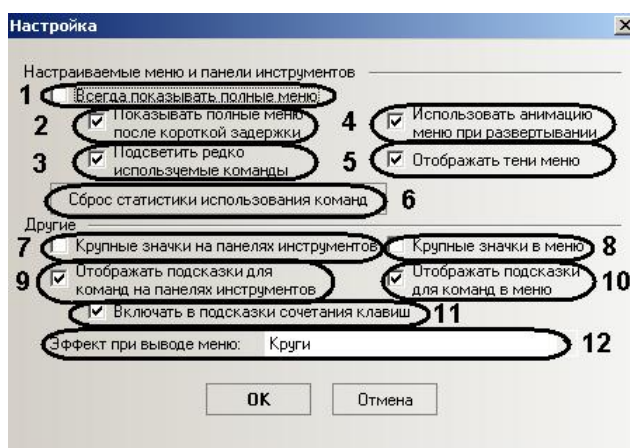 Настройка
Настраиваемые меню и панели инструментов
1 Всегда показывать полные меню
2 Показывать полные меню
после короткой задержки
4 Использовать анимацию
меню при развертывании
3 Подсветить редко
используемые команды
5 Отображать тени меню
Сброс статистики использования команд 6
Другие
7 Крупные значки на панелях инструментов
Крупные значки в меню 8
9 Отображать подсказки для
команд на панелях инструментов
Отображать подсказки
для команд в меню 10
Включать в подсказки сочетания клавиш 11
Эффект при выводе меню: Круги 12
OK Отмена